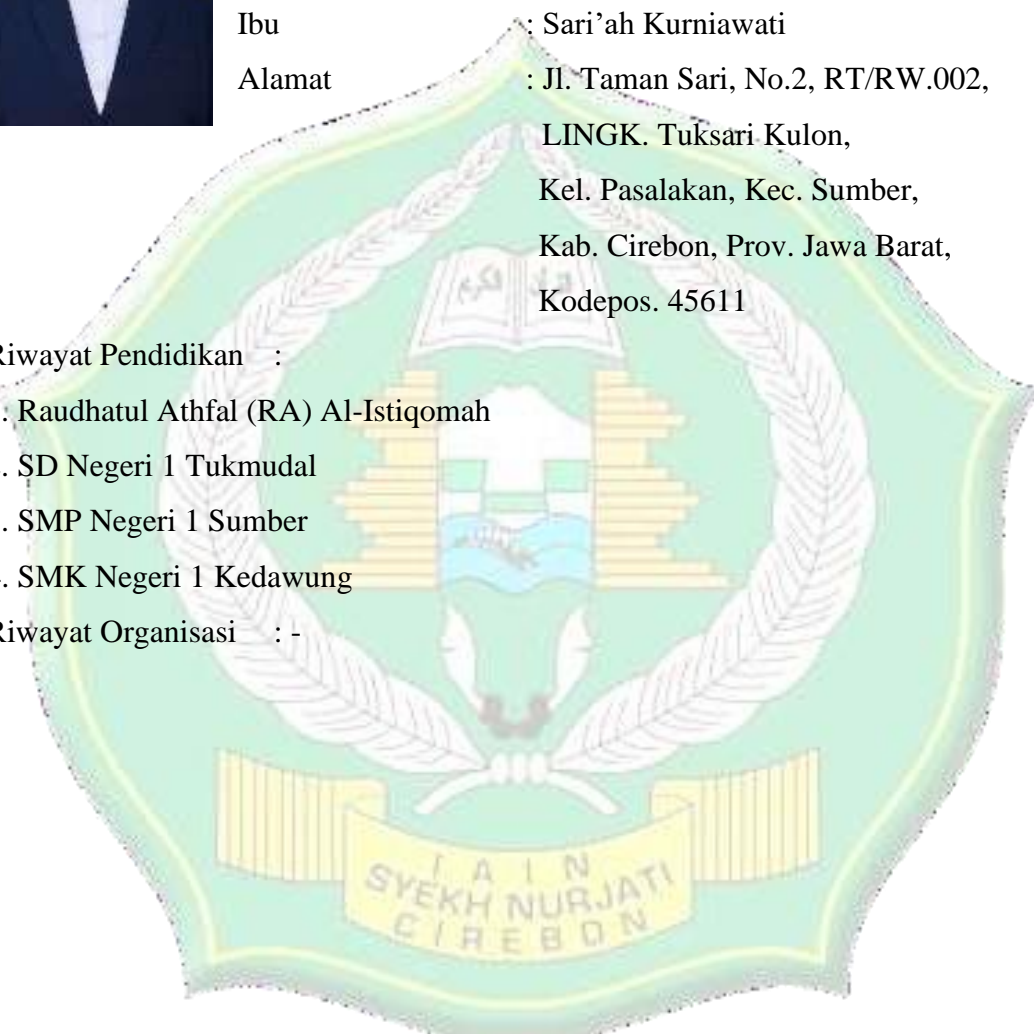 Ibu : Sari’ah Kurniawati
Alamat : Jl. Taman Sari, No.2, RT/RW.002,
LINGK. Tuksari Kulon,
Kel. Pasalakan, Kec. Sumber,
Kab. Cirebon, Prov. Jawa Barat,
Kodepos. 45611
Riwayat Pendidikan :
. Raudhatul Athfal (RA) Al-Istiqomah
. SD Negeri 1 Tukmudal
. SMP Negeri 1 Sumber
. SMK Negeri 1 Kedawung
Riwayat Organisasi : -
IAIN
SYEKH NURJATI
CIREBON